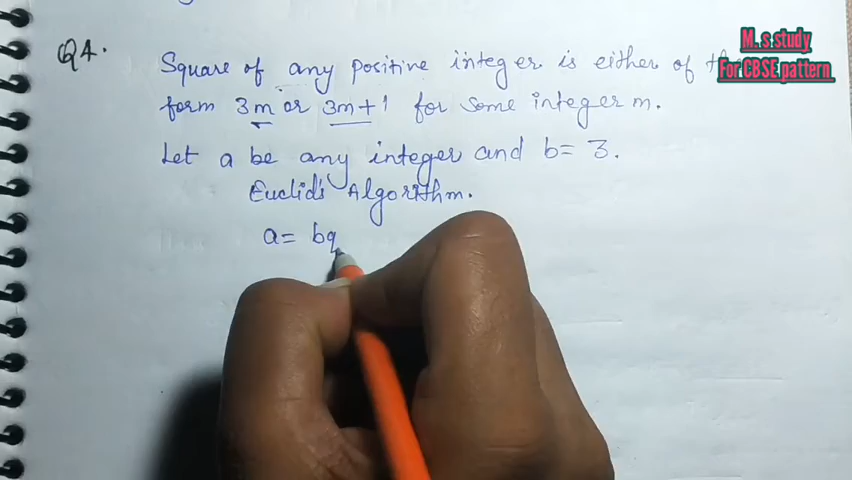 M. s study
For CBSE pattern
Q4. Square of any positive integer is either of
form 3m or 3m+1 for some integer m.
Let a be any integer and b= 3.
Euclid's Algorithm.
a= bq